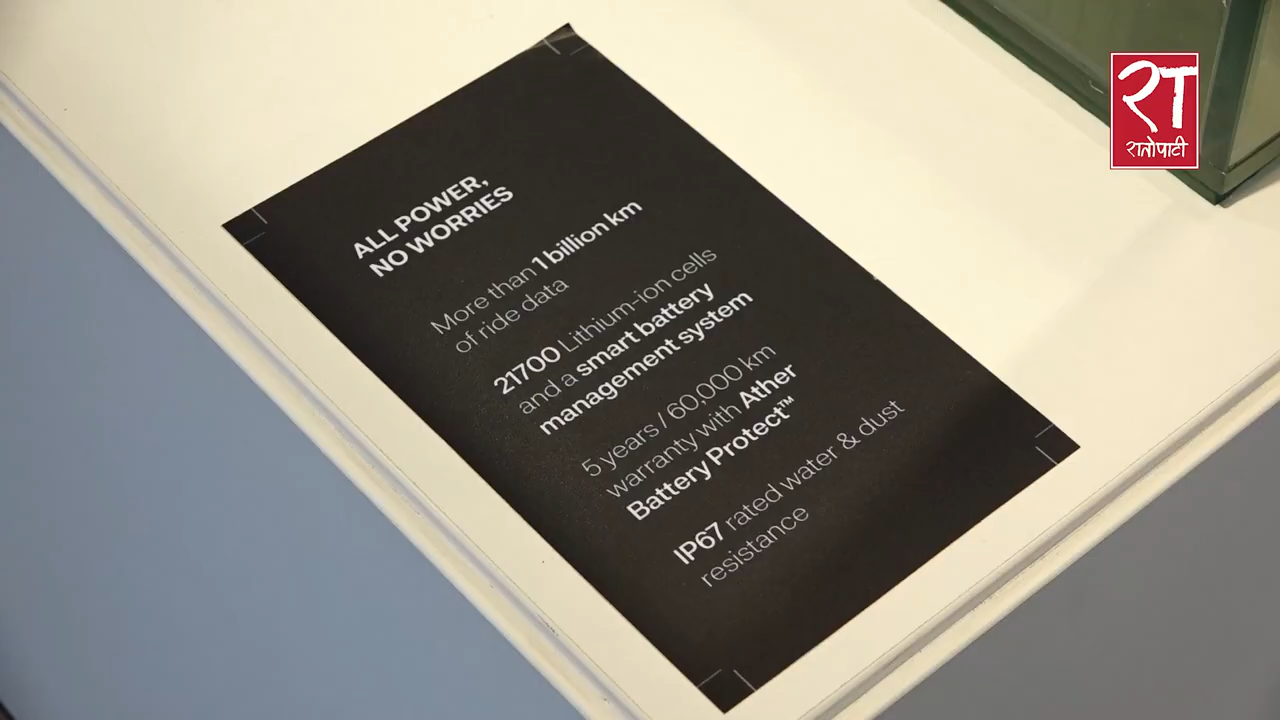 ALL POWER,
NO WORRIES
More than 1 billion km
of ride data
21700 Lithium-ion cells
and a smart battery
management system
5 years / 60,000 km
warranty with Ather
Battery Protect™
IP67 rated water & dust
resistance
रा
रातोपाटी